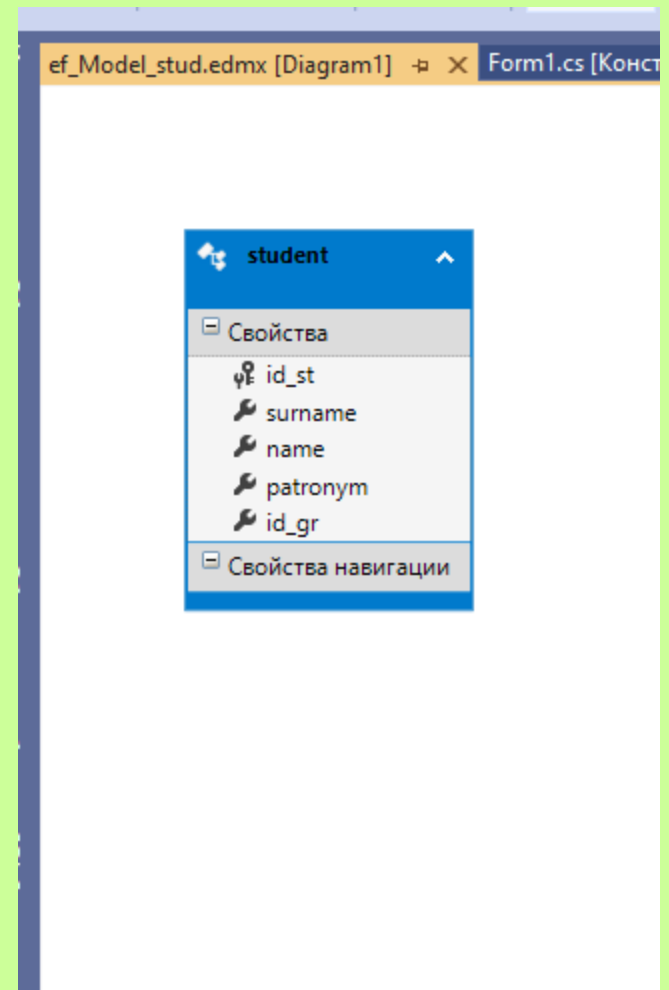 ef_Model_stud.edmx [Diagram1]
Form1.cs [Конст
student
Свойства
id_st
surname
name
patronym
id_gr
Свойства навигации